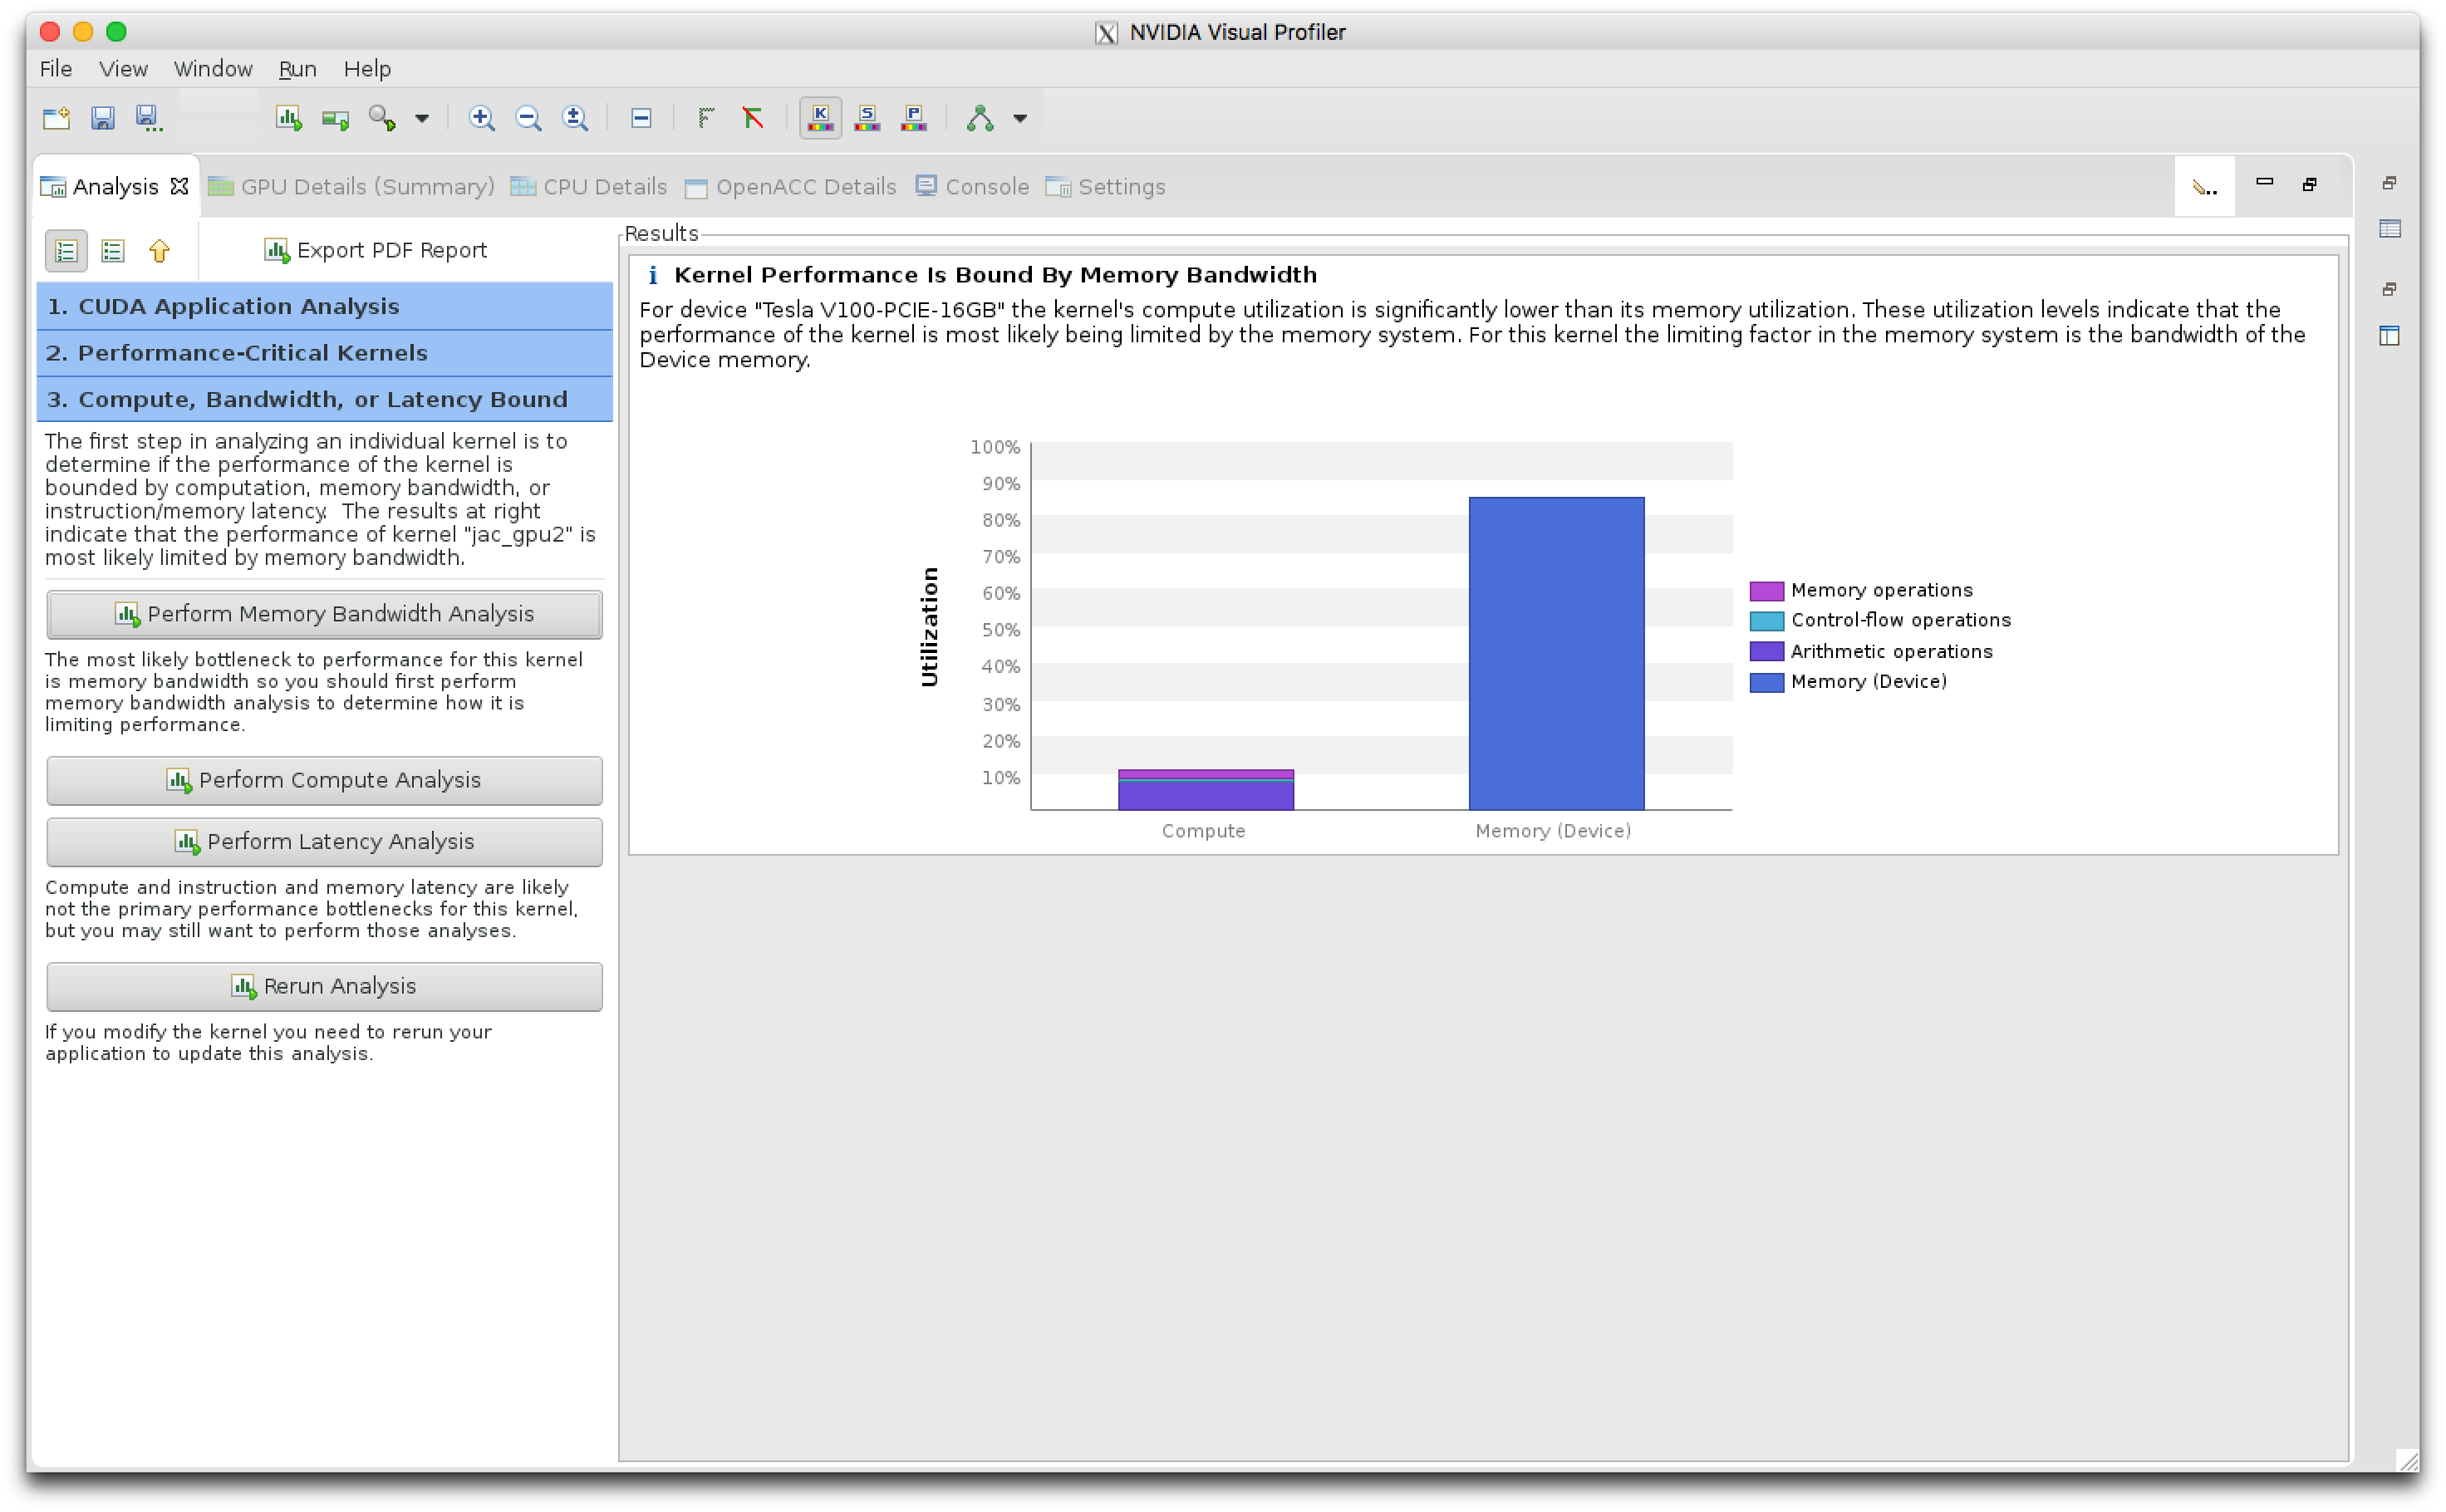 NVIDIA Visual Profiler
File View Window Run Help
F F K S P
Analysis GPU Details (Summary) CPU Details OpenACC Details Console Settings
Export PDF Report
1. CUDA Application Analysis
2. Performance-Critical Kernels
3. Compute, Bandwidth, or Latency Bound
The first step in analyzing an individual kernel is to
determine if the performance of the kernel is
bounded by computation, memory bandwidth, or
instruction/memory latency. The results at right
indicate that the performance of kernel "jac_gpu2" is
most likely limited by memory bandwidth.
Perform Memory Bandwidth Analysis
The most likely bottleneck to performance for this kernel
is memory bandwidth so you should first perform
memory bandwidth analysis to determine how it is
limiting performance.
Perform Compute Analysis
Perform Latency Analysis
Compute and instruction and memory latency are likely
not the primary performance bottlenecks for this kernel,
but you may still want to perform those analyses.
Rerun Analysis
If you modify the kernel you need to rerun your
application to update this analysis.
Results
i Kernel Performance Is Bound By Memory Bandwidth
For device "Tesla V100-PCIE-16GB" the kernel's compute utilization is significantly lower than its memory utilization. These utilization levels indicate that the
performance of the kernel is most likely being limited by the memory system. For this kernel the limiting factor in the memory system is the bandwidth of the
Device memory.
Utilization
100%
90%
80%
70%
60%
50%
40%
30%
20%
10%
Compute Memory (Device)
Memory operations
Control-flow operations
Arithmetic operations
Memory (Device)